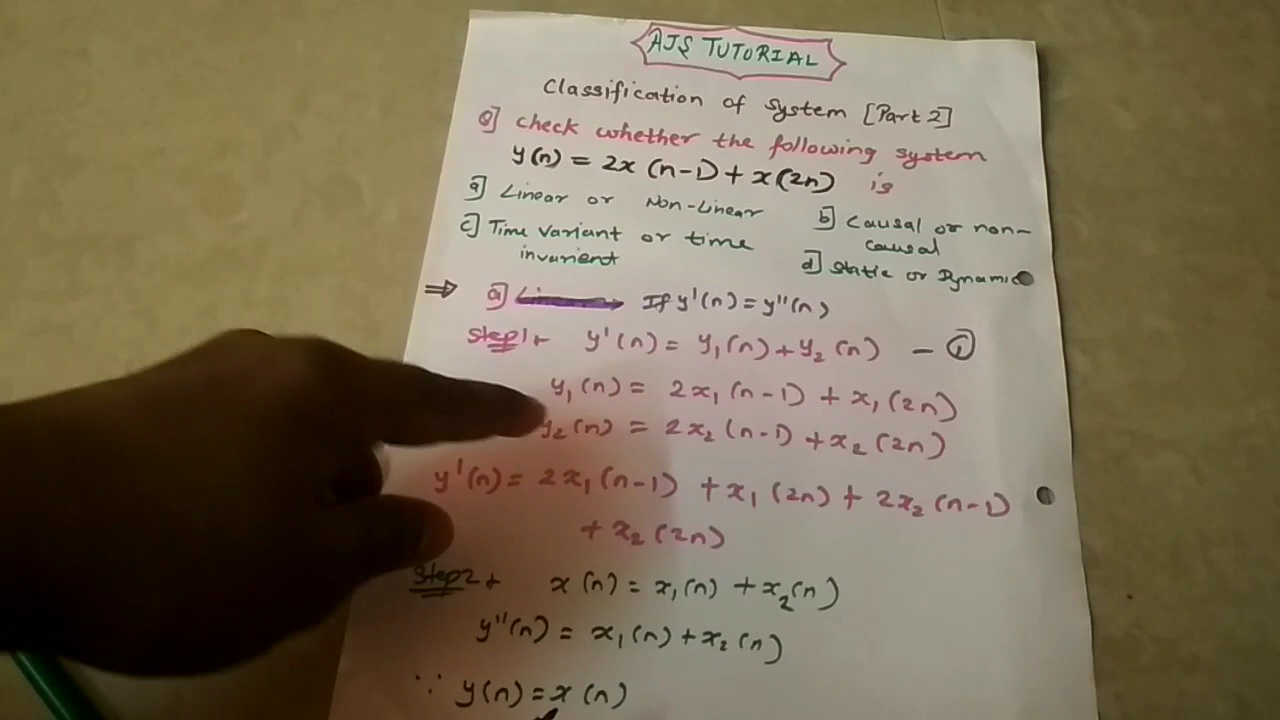 AJS TUTORIAL
Classification of System [Part 2]
Q] check whether the following system
y(n) = 2x (n-1) + x(2n) is
a] Linear or Non-Linear
b] Causal or non-
causal
c] Time variant or time
invarient
d] Static or Dynamic
⇒ a] If y'(n) = y''(n)
Step1+ y'(n) = y₁(n) + y₂(n) - ①
y₁(n) = 2x₁(n-1) + x₁(2n)
y₂(n) = 2x₂(n-1) + x₂(2n)
y'(n) = 2x₁(n-1) + x₁(2n) + 2x₂(n-1)
+ x₂(2n)
Step2+ x(n) = x₁(n) + x₂(n)
y''(n) = x₁(n) + x₂(n)
∵ y(n) = x(n)